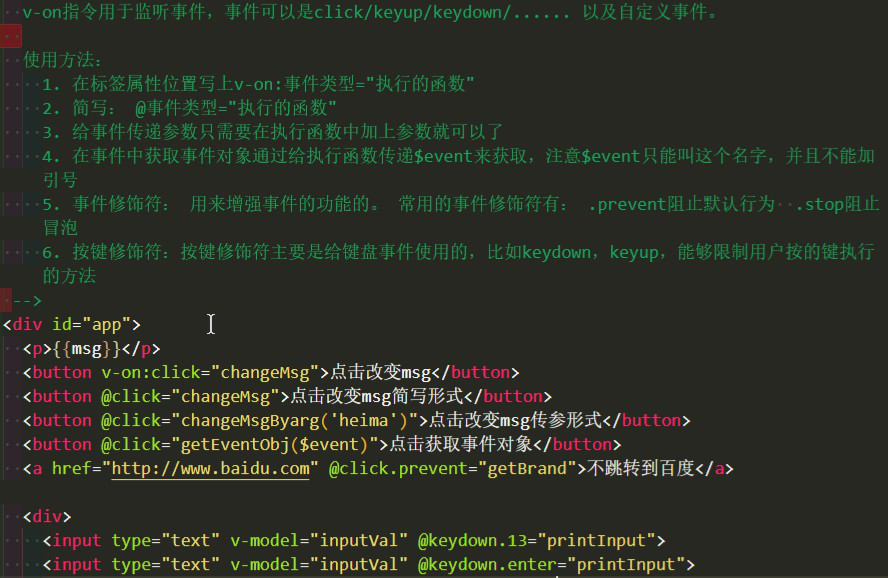 v-on指令用于监听事件，事件可以是click/keyup/keydown/...... 以及自定义事件。
使用方法：
1. 在标签属性位置写上v-on:事件类型="执行的函数"
2. 简写： @事件类型="执行的函数"
3. 给事件传递参数只需要在执行函数中加上参数就可以了
4. 在事件中获取事件对象通过给执行函数传递$event来获取，注意$event只能叫这个名字，并且不能加
引号
5. 事件修饰符： 用来增强事件的功能的。 常用的事件修饰符有： .prevent阻止默认行为  .stop阻止
冒泡
6. 按键修饰符：按键修饰符主要是给键盘事件使用的，比如keydown，keyup，能够限制用户按的键执行
的方法
-->
<div id="app">
<p>{{msg}}</p>
<button v-on:click="changeMsg">点击改变msg</button>
<button @click="changeMsg">点击改变msg简写形式</button>
<button @click="changeMsgByarg('heima')">点击改变msg传参形式</button>
<button @click="getEventObj($event)">点击获取事件对象</button>
<a href="http://www.baidu.com" @click.prevent="getBrand">不跳转到百度</a>
<div>
<input type="text" v-model="inputVal" @keydown.13="printInput">
<input type="text" v-model="inputVal" @keydown.enter="printInput">